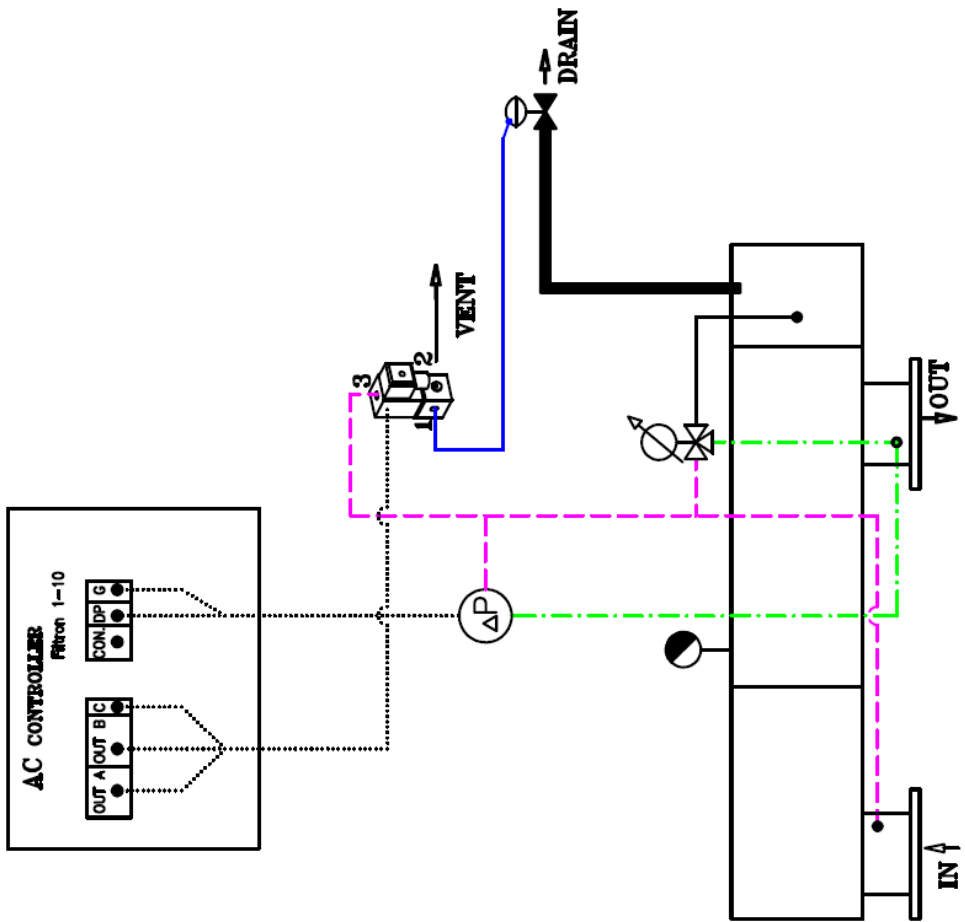 AC CONTROLLER
Filtron 1-10
OUT A
OUT B
C
CON.
DP
G
3
1
2
VENT
DRAIN
ΔP
IN
OUT